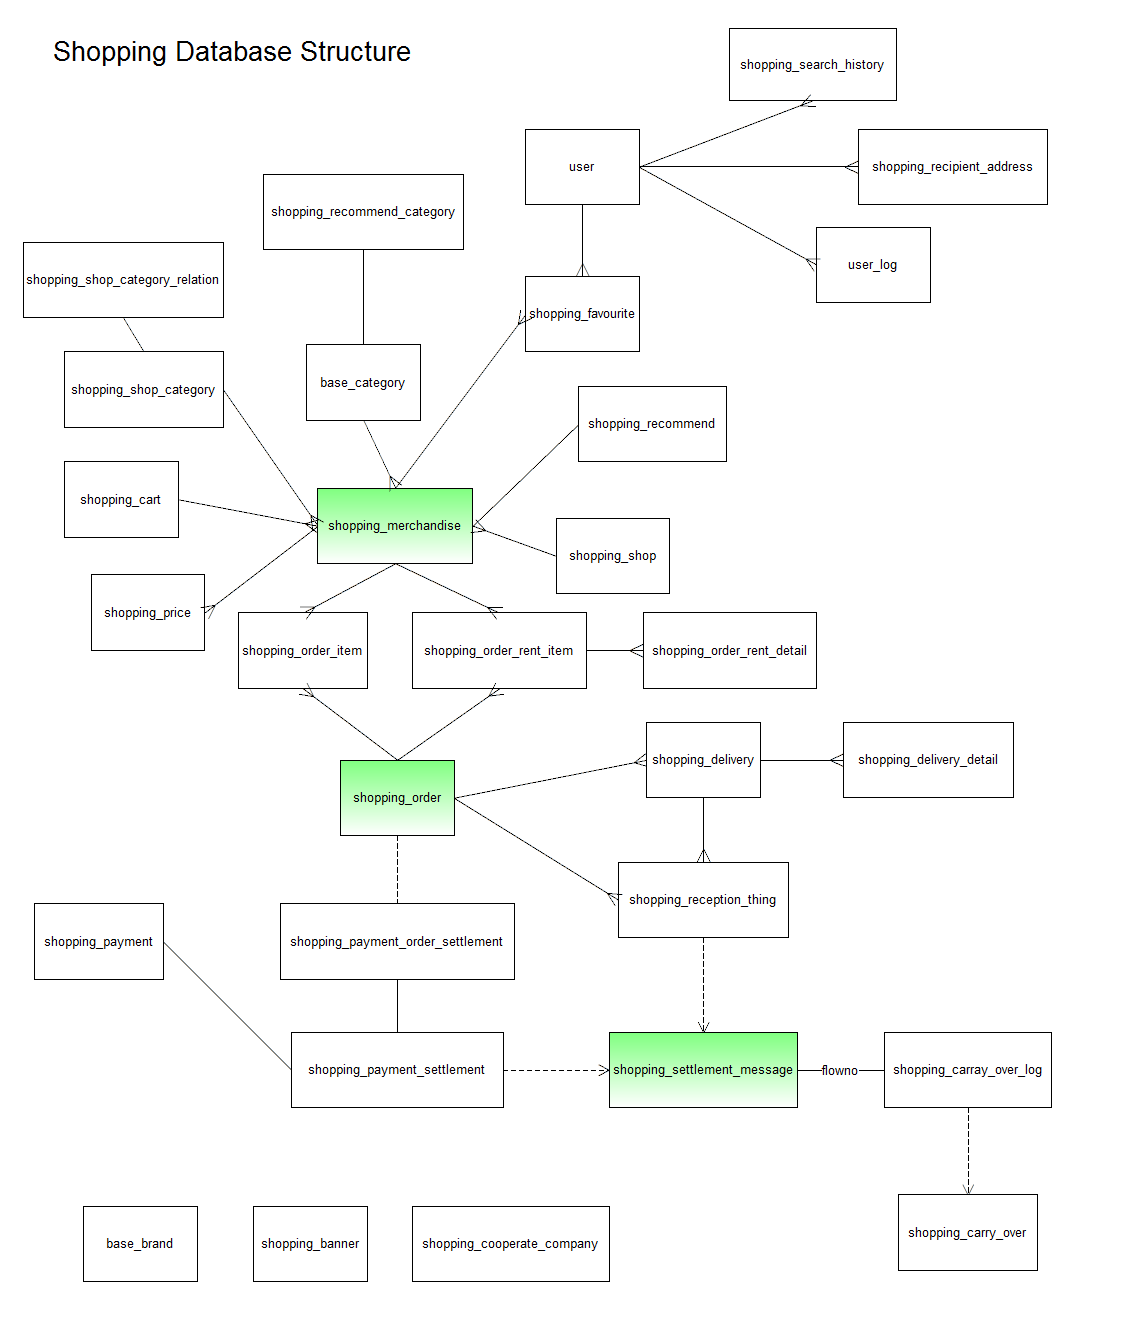 Shopping Database Structure
shopping_search_history
user
shopping_recipient_address
shopping_recommend_category
user_log
shopping_shop_category_relation
shopping_favourite
base_category
shopping_shop_category
shopping_recommend
shopping_cart
shopping_merchandise
shopping_shop
shopping_price
shopping_order_item
shopping_order_rent_item
shopping_order_rent_detail
shopping_delivery
shopping_delivery_detail
shopping_order
shopping_reception_thing
shopping_payment
shopping_payment_order_settlement
shopping_payment_settlement
shopping_settlement_message
flowno
shopping_carray_over_log
shopping_carry_over
base_brand
shopping_banner
shopping_cooperate_company